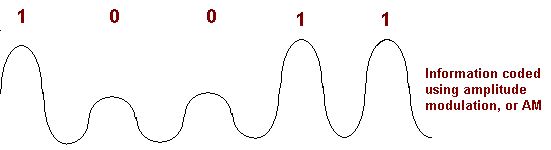 1 0 0 1 1
Information coded
using amplitude
modulation, or AM